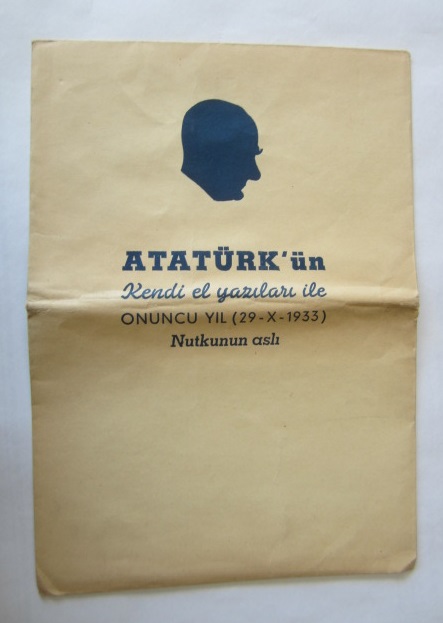 ATATÜRK'ün
Kendi el yazıları ile
ONUNCU YIL (29-X-1933)
Nutkunun aslı